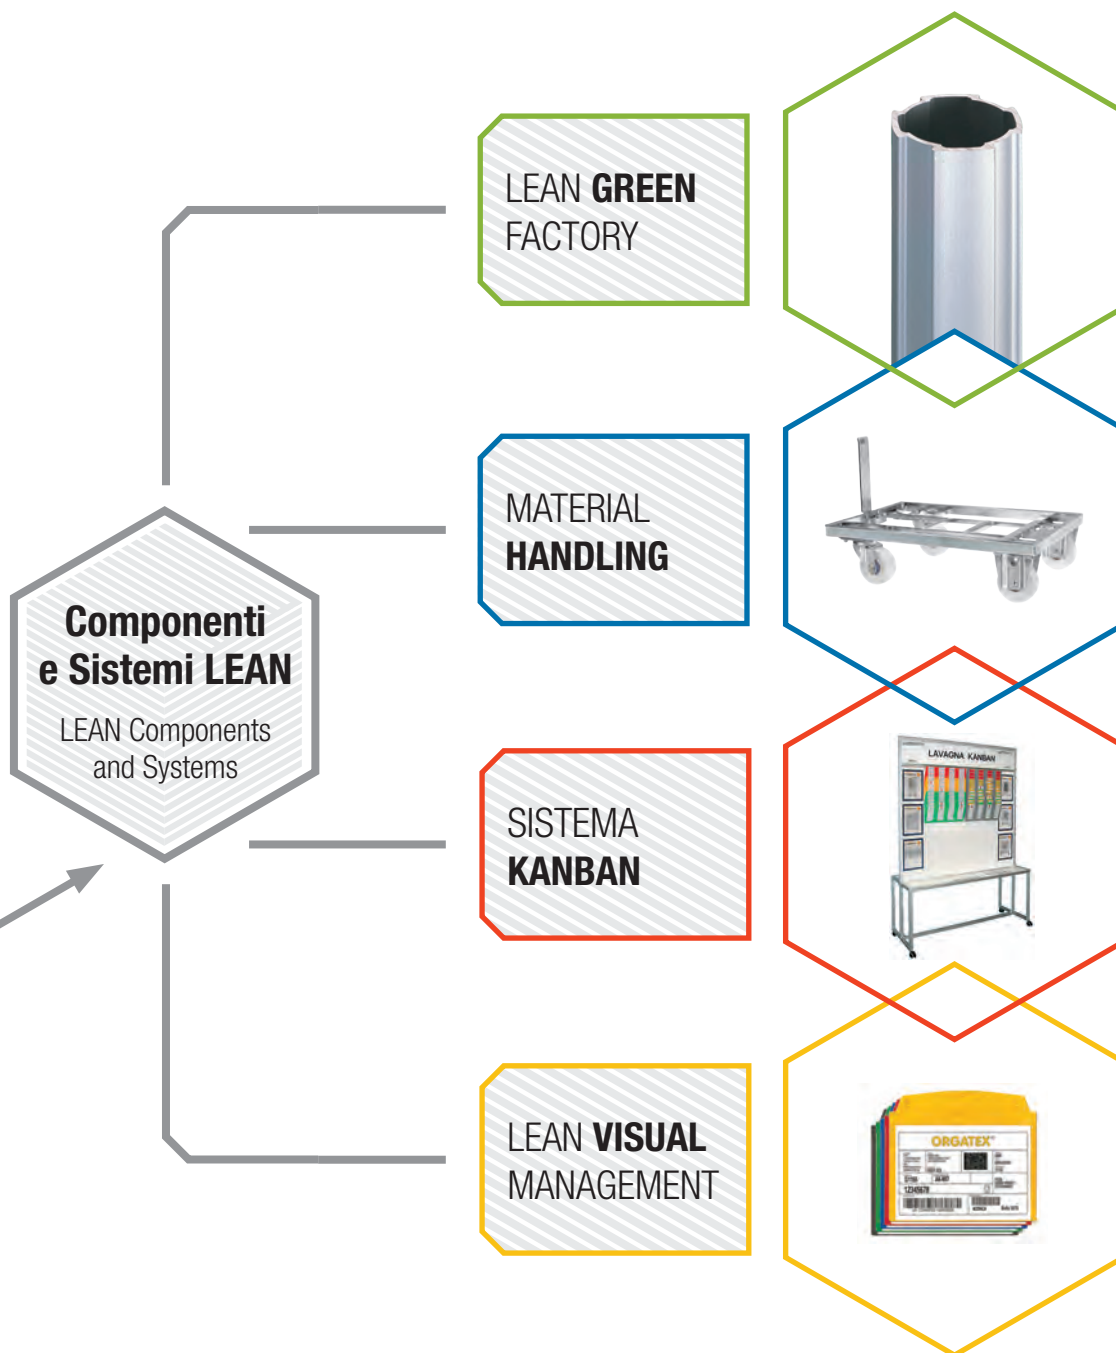 LEAN GREEN
FACTORY
MATERIAL
HANDLING
Componenti
e Sistemi LEAN
LEAN Components
and Systems
LAVAGNA KANBAN
SISTEMA
KANBAN
LEAN VISUAL
MANAGEMENT
ORGATEX®
12345678